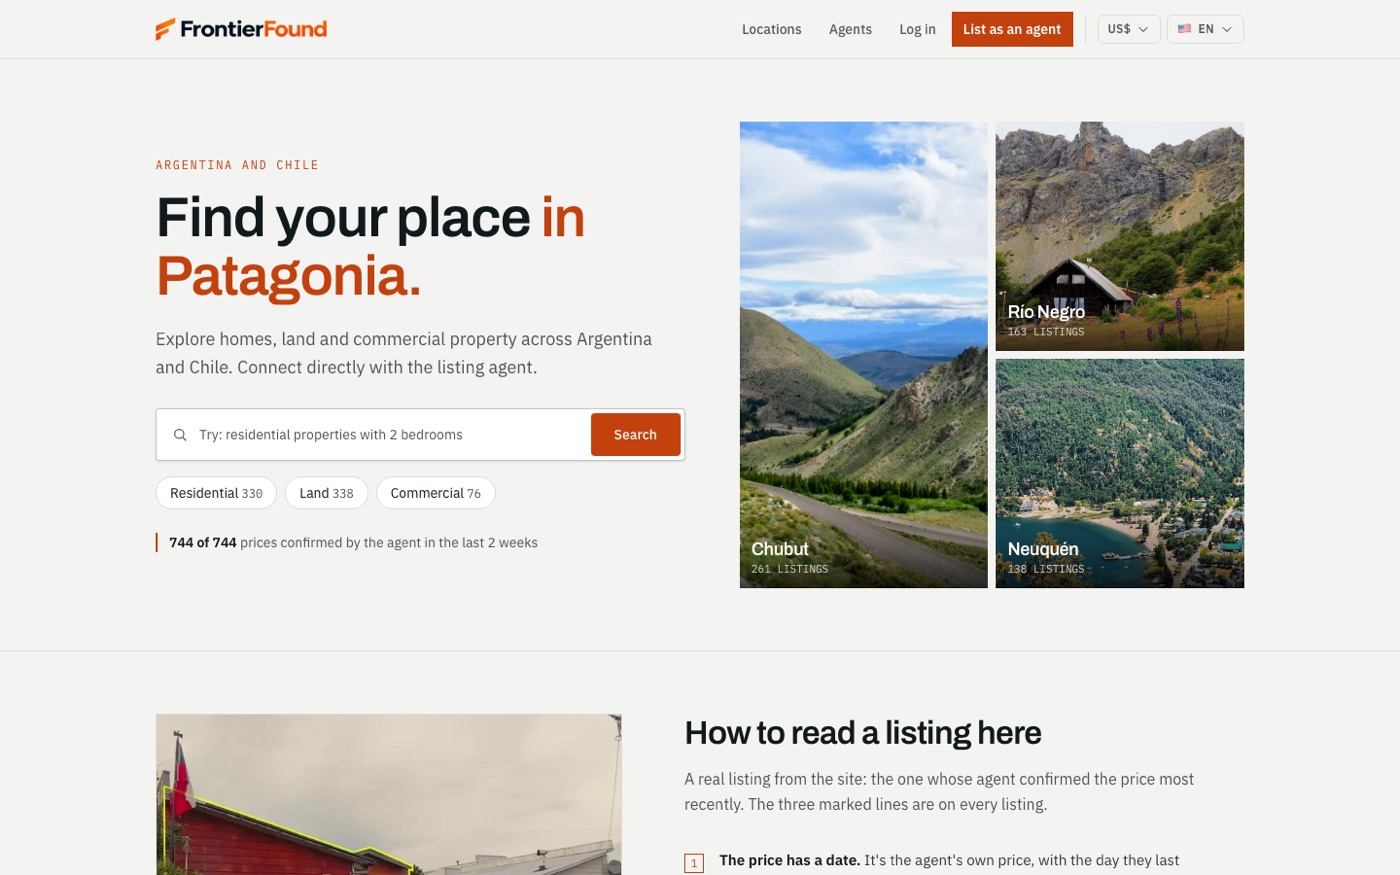 FrontierFound
Locations
Agents
Log in
List as an agent
US$
EN
ARGENTINA AND CHILE
Find your place in
Patagonia.
Explore homes, land and commercial property across Argentina
and Chile. Connect directly with the listing agent.
Try: residential properties with 2 bedrooms
Search
Residential 330
Land 338
Commercial 76
744 of 744 prices confirmed by the agent in the last 2 weeks
Chubut
261 LISTINGS
Río Negro
163 LISTINGS
Neuquén
138 LISTINGS
How to read a listing here
A real listing from the site: the one whose agent confirmed the price most
recently. The three marked lines are on every listing.
1
The price has a date. It's the agent's own price, with the day they last